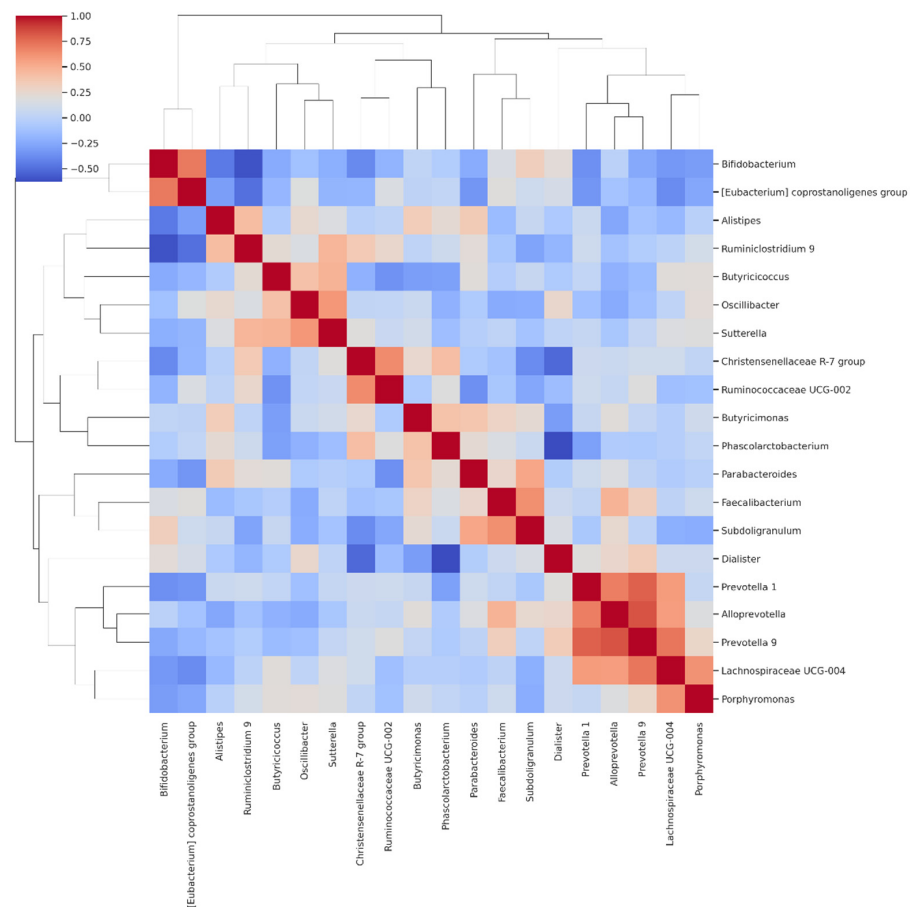 1.00
0.75
0.50
0.25
0.00
−0.25
−0.50
Bifidobacterium
[Eubacterium] coprostanoligenes group
Alistipes
Ruminiclostridium 9
Butyricicoccus
Oscillibacter
Sutterella
Christensenellaceae R-7 group
Ruminococcaceae UCG-002
Butyricimonas
Phascolarctobacterium
Parabacteroides
Faecalibacterium
Subdoligranulum
Dialister
Prevotella 1
Alloprevotella
Prevotella 9
Lachnospiraceae UCG-004
Porphyromonas
Bifidobacterium
[Eubacterium] coprostanoligenes group
Alistipes
Ruminiclostridium 9
Butyricicoccus
Oscillibacter
Sutterella
Christensenellaceae R-7 group
Ruminococcaceae UCG-002
Butyricimonas
Phascolarctobacterium
Parabacteroides
Faecalibacterium
Subdoligranulum
Dialister
Prevotella 1
Alloprevotella
Prevotella 9
Lachnospiraceae UCG-004
Porphyromonas